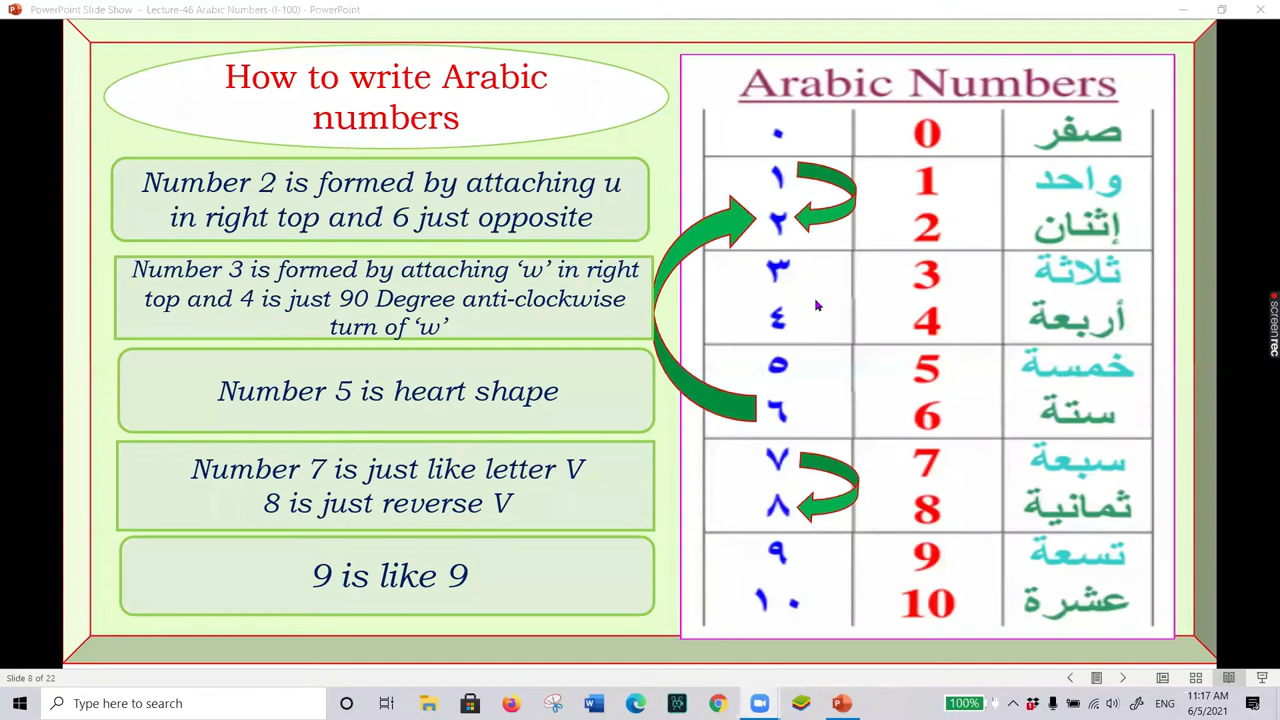 PowerPoint Slide Show - Lecture-46 Arabic Numbers-(I-100) - PowerPoint
How to write Arabic
numbers
Number 2 is formed by attaching u
in right top and 6 just opposite
Number 3 is formed by attaching ‘w’ in right
top and 4 is just 90 Degree anti-clockwise
turn of ‘w’
Number 5 is heart shape
Number 7 is just like letter V
8 is just reverse V
9 is like 9
Arabic Numbers
٠ 0 صفر
١ 1 واحد
٢ 2 إثنان
٣ 3 ثلاثة
٤ 4 أربعة
٥ 5 خمسة
٦ 6 ستة
٧ 7 سبعة
٨ 8 ثمانية
٩ 9 تسعة
١٠ 10 عشرة
screenrec
Slide 8 of 22
Type here to search
100%
ENG
11:17 AM
6/5/2021